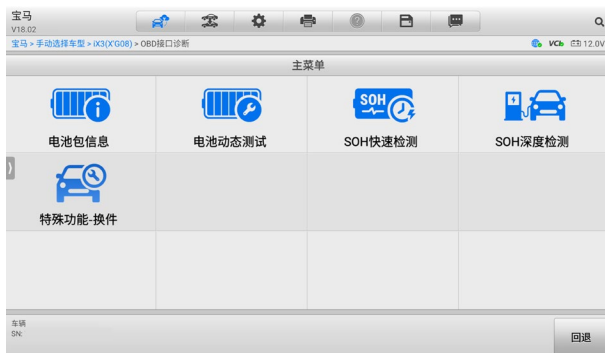 宝马
V18.02
宝马 > 手动选择车型 > iX3(X'G08) > OBD接口诊断
VCI 12.0V
主菜单
电池包信息
电池动态测试
SOH
SOH快速检测
SOH深度检测
特殊功能-换件
车辆
SN:
回退